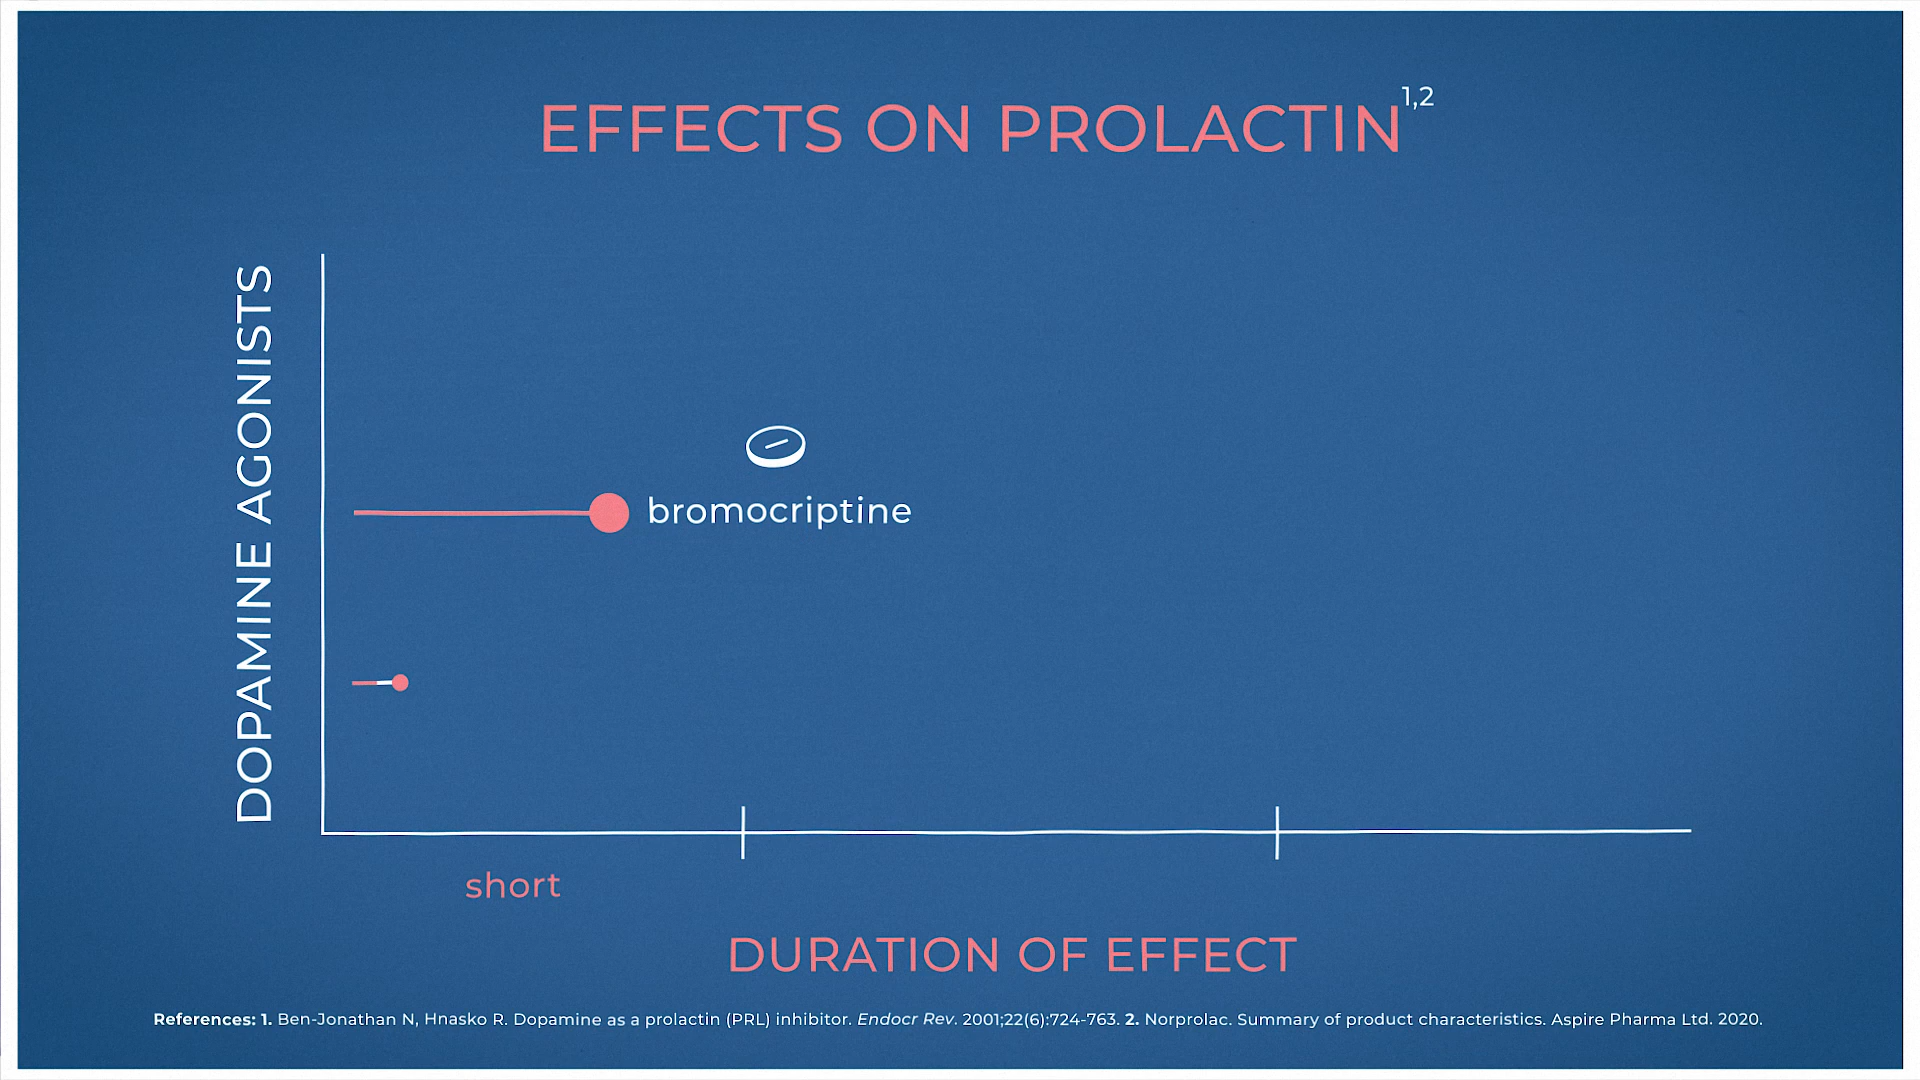 EFFECTS ON PROLACTIN1,2
DOPAMINE AGONISTS
bromocriptine
short
DURATION OF EFFECT
References: 1. Ben-Jonathan N, Hnasko R. Dopamine as a prolactin (PRL) inhibitor. Endocr Rev. 2001;22(6):724-763. 2. Norprolac. Summary of product characteristics. Aspire Pharma Ltd. 2020.